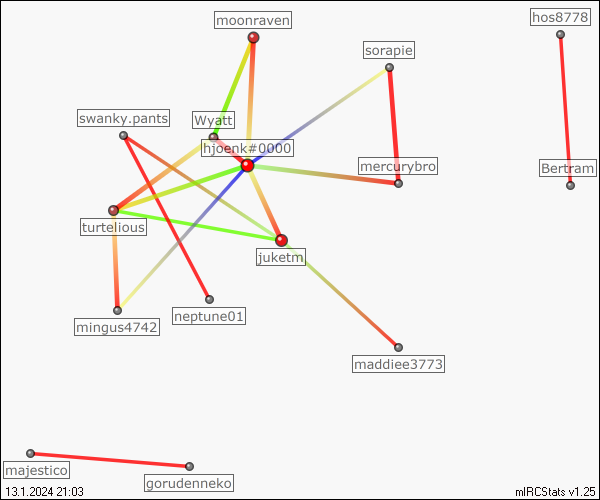 hos8778
moonraven
sorapie
swanky.pants
Wyatt
hjoenk#0000
mercurybro
Bertram
turtelious
juketm
neptune01
mingus4742
maddiee3773
majestico
gorudenneko
13.1.2024 21:03
mIRCStats v1.25